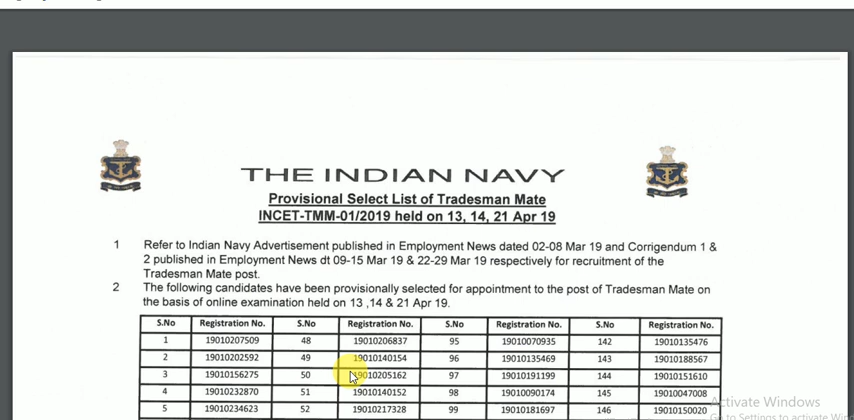 THE INDIAN NAVY
Provisional Select List of Tradesman Mate
INCET-TMM-01/2019 held on 13, 14, 21 Apr 19
1 Refer to Indian Navy Advertisement published in Employment News dated 02-08 Mar 19 and Corrigendum 1 &
2 published in Employment News dt 09-15 Mar 19 & 22-29 Mar 19 respectively for recruitment of the
Tradesman Mate post.
2 The following candidates have been provisionally selected for appointment to the post of Tradesman Mate on
the basis of online examination held on 13 ,14 & 21 Apr 19.
S.No Registration No. S.No Registration No. S.No Registration No. S.No Registration No.
1 19010207509 48 19010206837 95 19010070935 142 19010135476
2 19010202592 49 19010140154 96 19010135469 143 19010188567
3 19010156275 50 19010205162 97 19010191199 144 19010151610
4 19010232870 51 19010140152 98 19010090174 145 19010047008
5 19010234623 52 19010217328 99 19010181697 146 19010150020
Activate Windows
Go to Settings to activate Windows